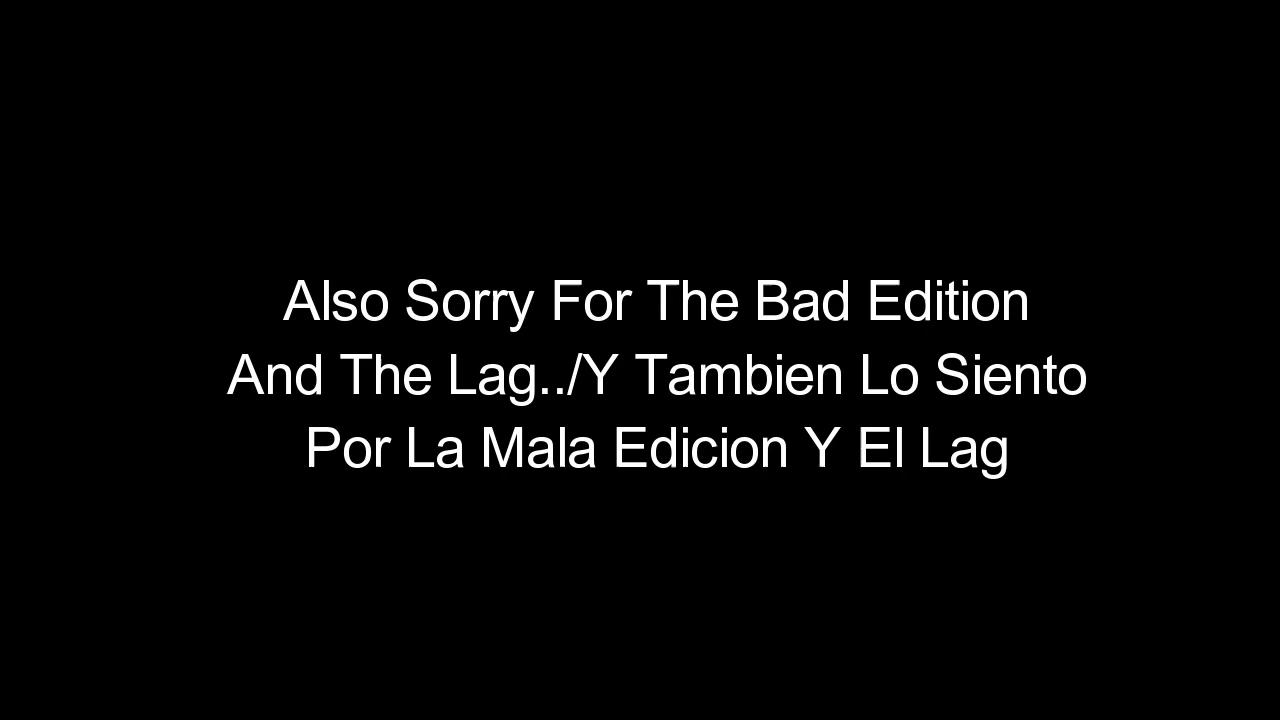 Also Sorry For The Bad Edition
And The Lag../Y Tambien Lo Siento
Por La Mala Edicion Y El Lag